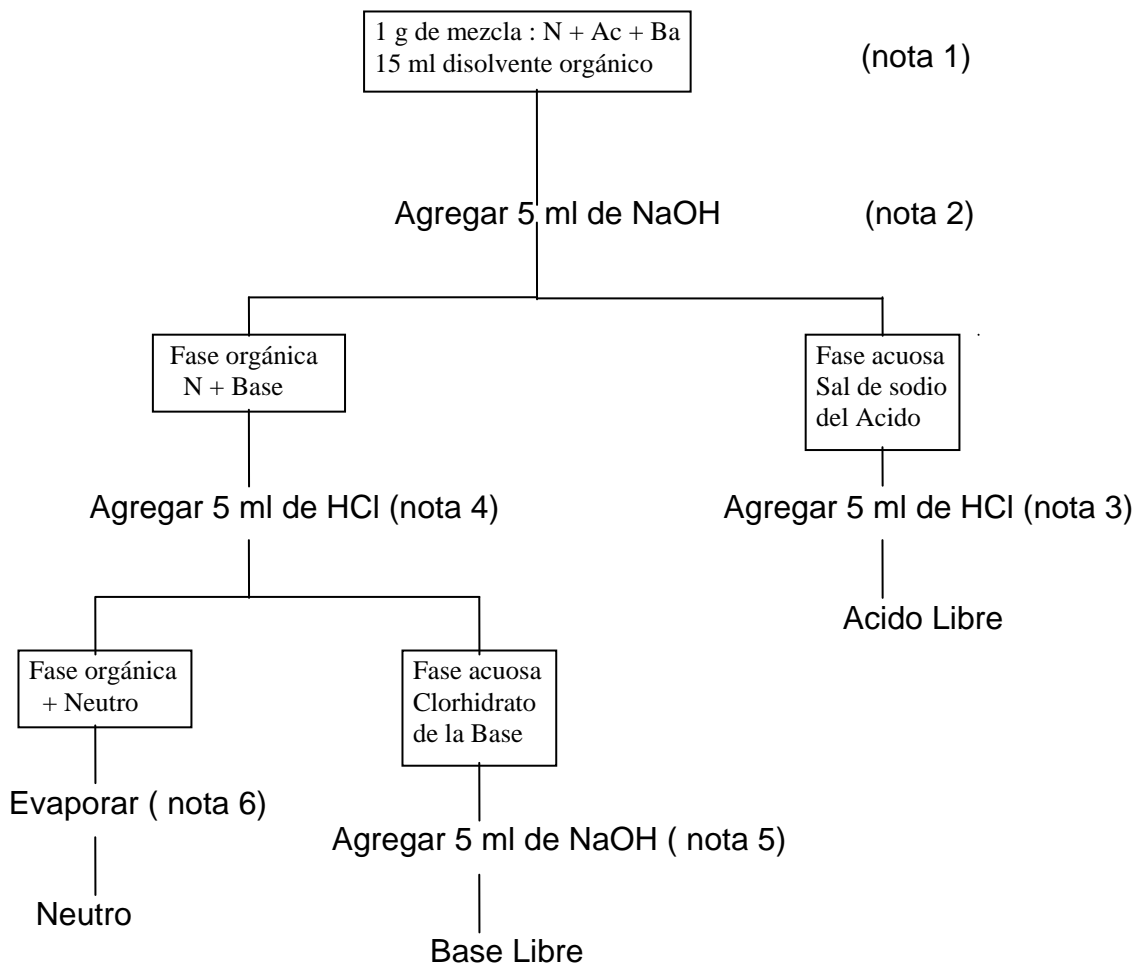 1 g de mezcla : N + Ac + Ba
15 ml disolvente orgánico
(nota 1)
Agregar 5 ml de NaOH
(nota 2)
Fase orgánica
N + Base
Fase acuosa
Sal de sodio
del Acido
Agregar 5 ml de HCl (nota 4)
Agregar 5 ml de HCl (nota 3)
Acido Libre
Fase orgánica
+ Neutro
Fase acuosa
Clorhidrato
de la Base
Evaporar ( nota 6)
Agregar 5 ml de NaOH ( nota 5)
Neutro
Base Libre